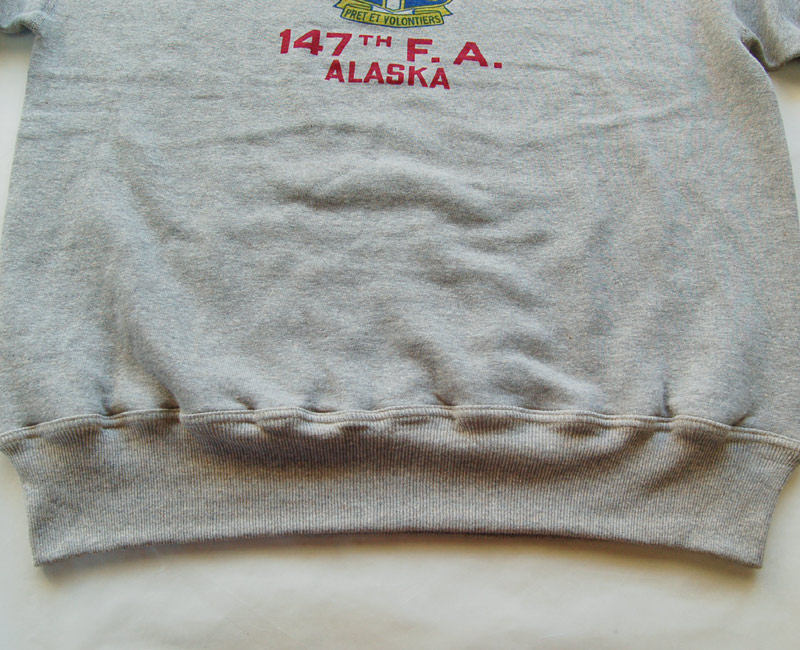 PRET ET VOLONTIERS
147TH F. A.
ALASKA